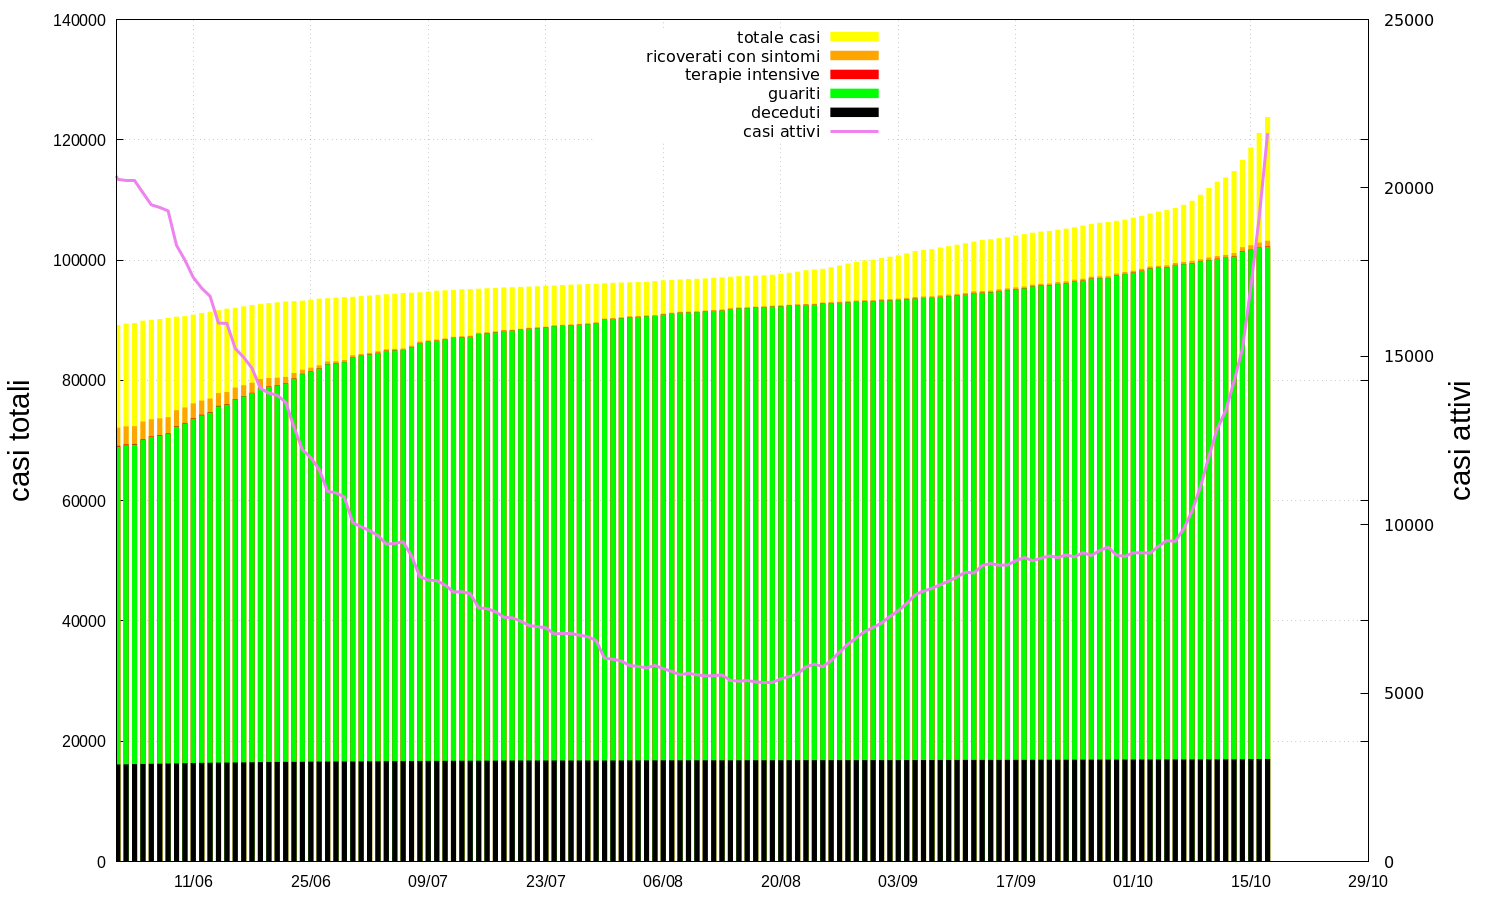 totale casi
ricoverati con sintomi
terapie intensive
guariti
deceduti
casi attivi
140000
120000
100000
80000
60000
40000
20000
0
casi totali
25000
20000
15000
10000
5000
0
casi attivi
11/06 25/06 09/07 23/07 06/08 20/08 03/09 17/09 01/10 15/10 29/10